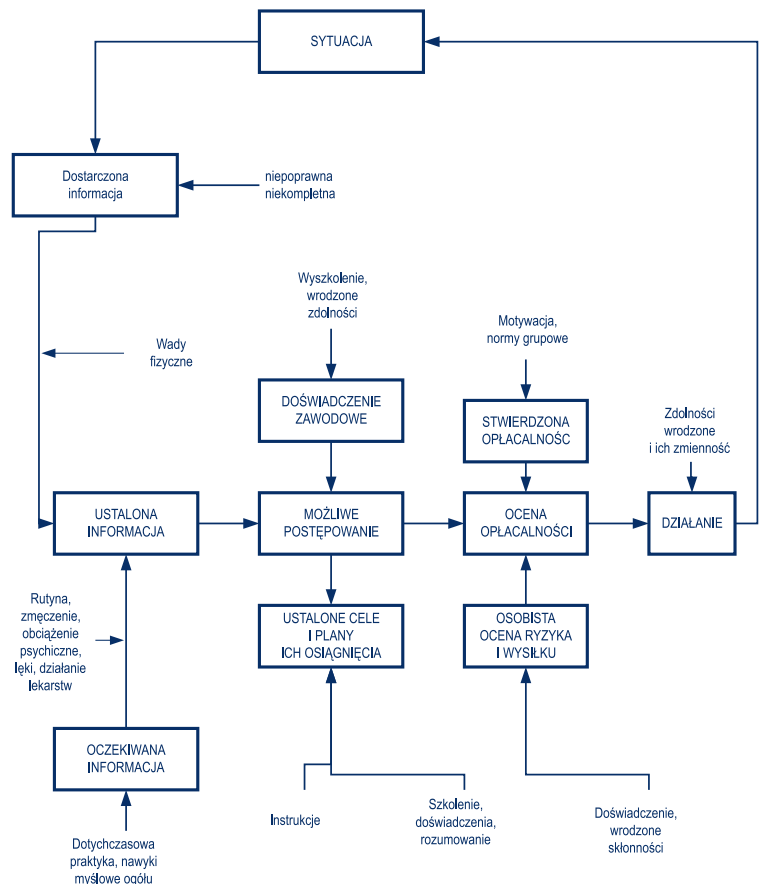 SYTUACJA
Dostarczona
informacja
niepoprawna
niekompletna
Wyszkolenie,
wrodzone
zdolności
Motywacja,
normy grupowe
Wady
fizyczne
DOŚWIADCZENIE
ZAWODOWE
STWIERDZONA
OPŁACALNOŚC
Zdolności
wrodzone
i ich zmienność
USTALONA
INFORMACJA
MOŻLIWE
POSTĘPOWANIE
OCENA
OPŁACALNOŚCI
DZIAŁANIE
Rutyna,
zmęczenie,
obciążenie
psychiczne,
lęki, działanie
lekarstw
USTALONE CELE
I PLANY
ICH OSIĄGNIĘCIA
OSOBISTA
OCENA RYZYKA
I WYSIŁKU
OCZEKIWANA
INFORMACJA
Instrukcje
Szkolenie,
doświadczenia,
rozumowanie
Doświadczenie,
wrodzone
skłonności
Dotychczasowa
praktyka, nawyki
myślowe ogółu